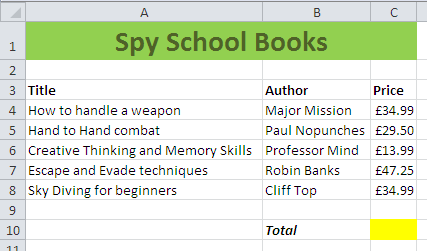 A B C
1 Spy School Books
2
3 Title Author Price
4 How to handle a weapon Major Mission £34.99
5 Hand to Hand combat Paul Nopunches £29.50
6 Creative Thinking and Memory Skills Professor Mind £13.99
7 Escape and Evade techniques Robin Banks £47.25
8 Sky Diving for beginners Cliff Top £34.99
9
10 Total
11